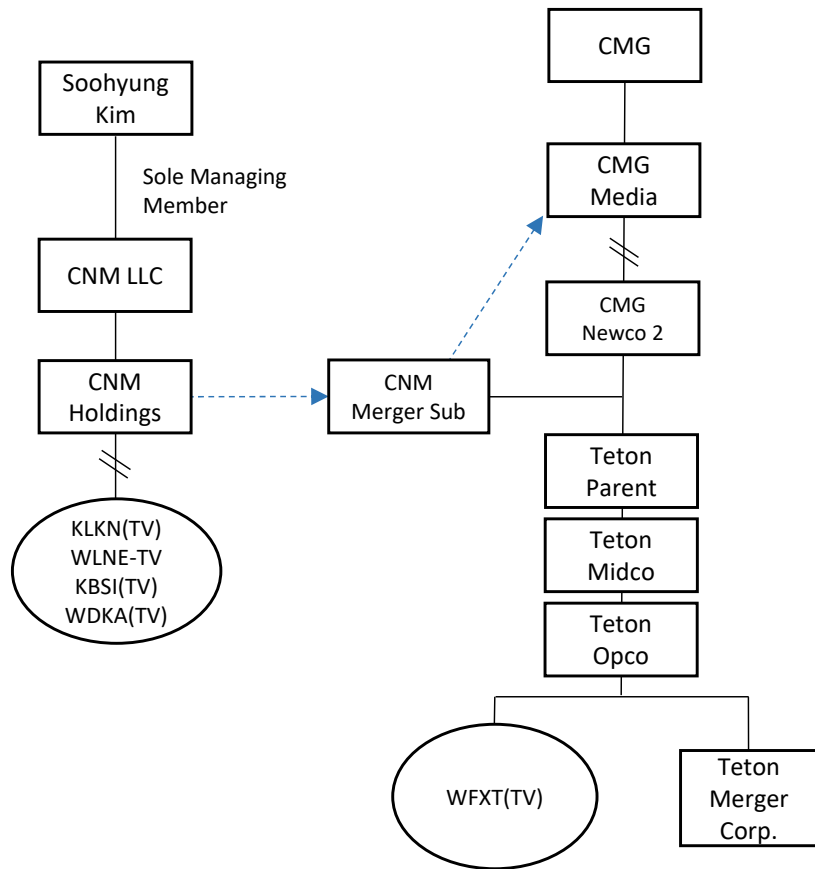 CMG
Soohyung
Kim
Sole Managing
Member
CMG
Media
CNM LLC
CMG
Newco 2
CNM
Holdings
CNM
Merger Sub
Teton
Parent
KLKN(TV)
WLNE-TV
KBSI(TV)
WDKA(TV)
Teton
Midco
Teton
Opco
WFXT(TV)
Teton
Merger
Corp.